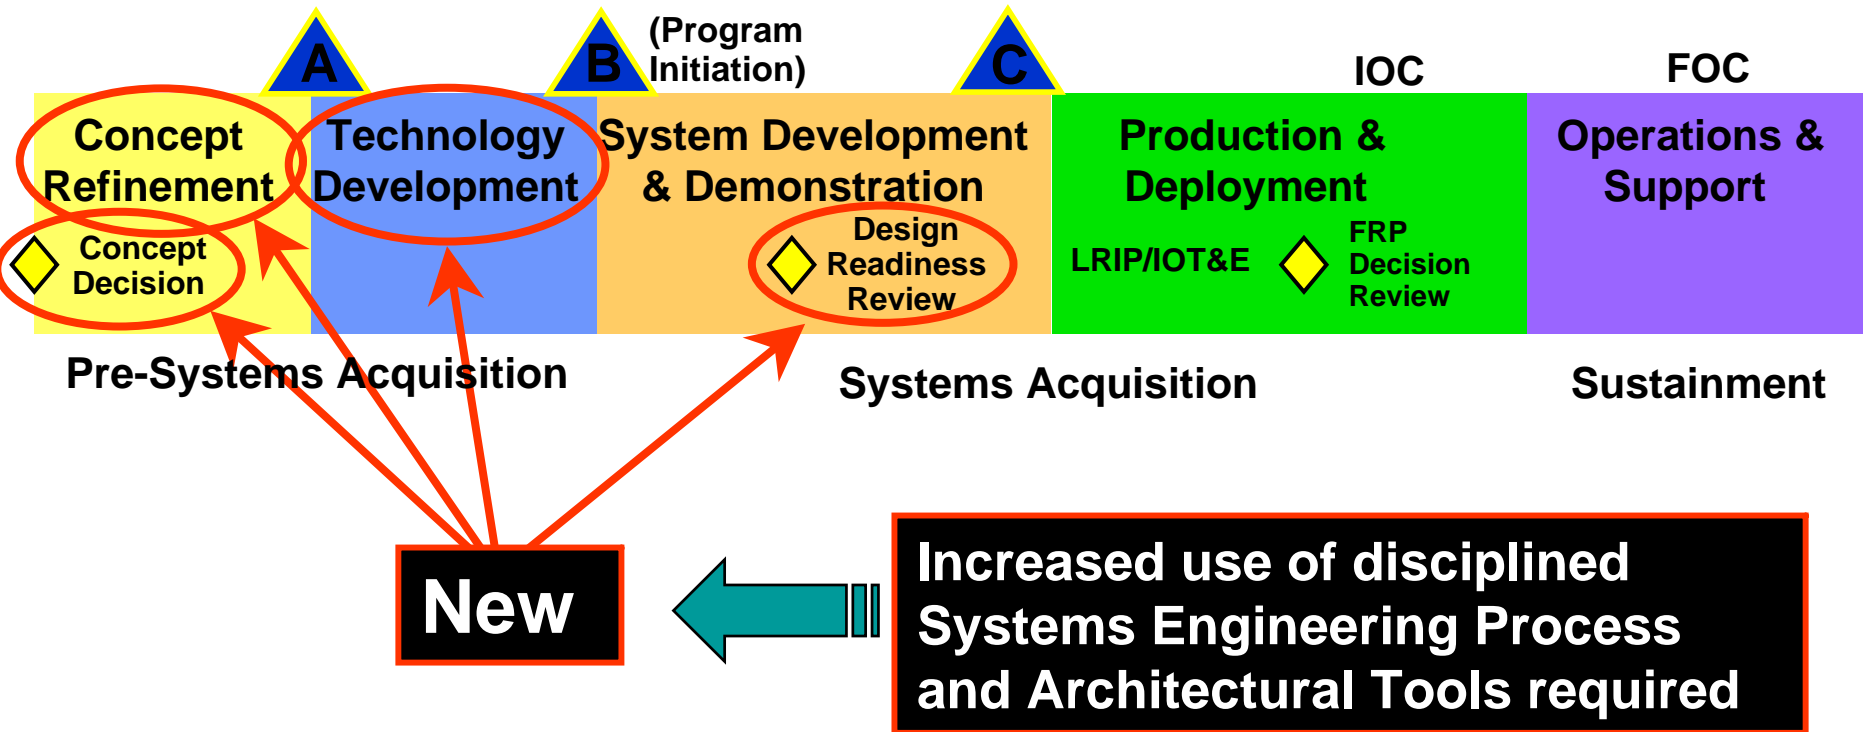 A
B
(Program
Initiation)
C
IOC
FOC
Concept
Refinement
Technology
Development
System Development
& Demonstration
Production &
Deployment
Operations &
Support
Concept
Decision
Design
Readiness
Review
LRIP/IOT&E
FRP
Decision
Review
Pre-Systems Acquisition
Systems Acquisition
Sustainment
New
Increased use of disciplined
Systems Engineering Process
and Architectural Tools required